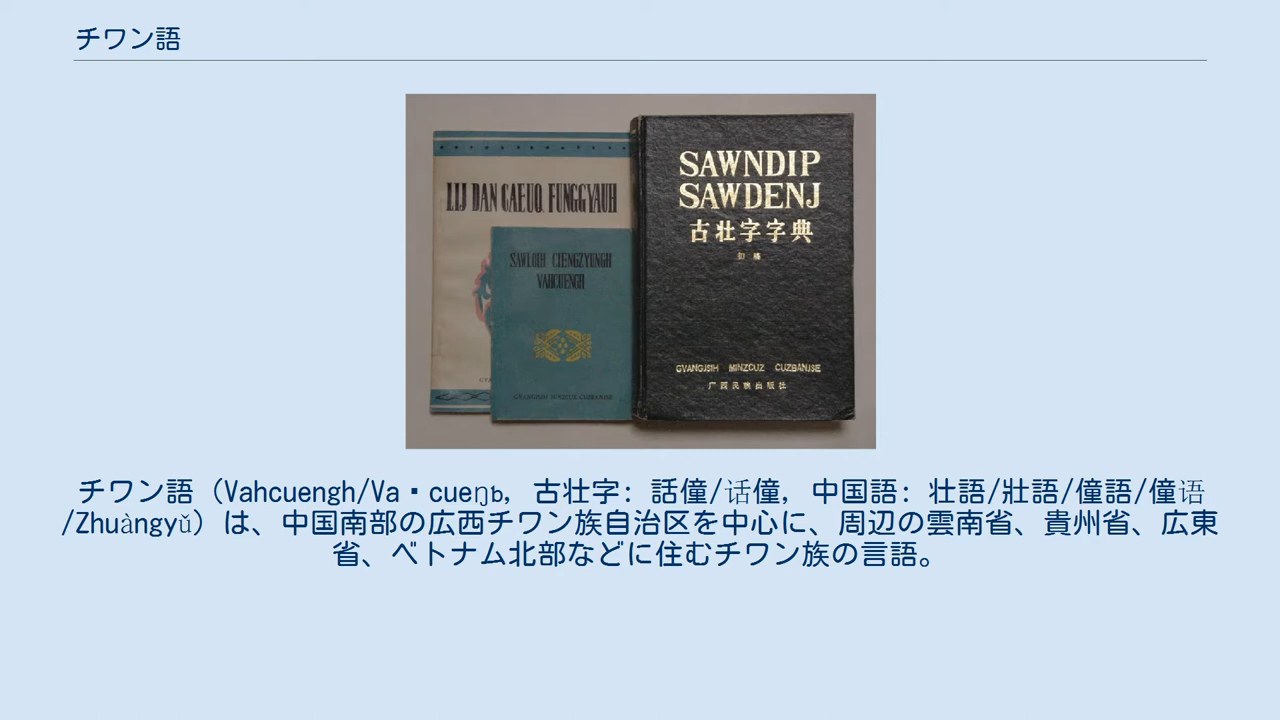 チワン語
LIJ DAN CAEUQ FUNGGYAUH
SAWLOIH CIENGZYUNGH
VAHCUENGH
GVANGJSIH MINZCUZ CUZBANJSE
SAWNDIP
SAWDENJ
古壮字字典
初稿
GVANGJSIH MINZCUZ CUZBANJSE
广西民族出版社
チワン語（Vahcuengh/Va·cueŋƅ, 古壮字: 話僮/话僮, 中国語: 壮語/壯語/僮語/僮语
/Zhuàngyǔ）は、中国南部の広西チワン族自治区を中心に、周辺の雲南省、貴州省、広東
省、ベトナム北部などに住むチワン族の言語。